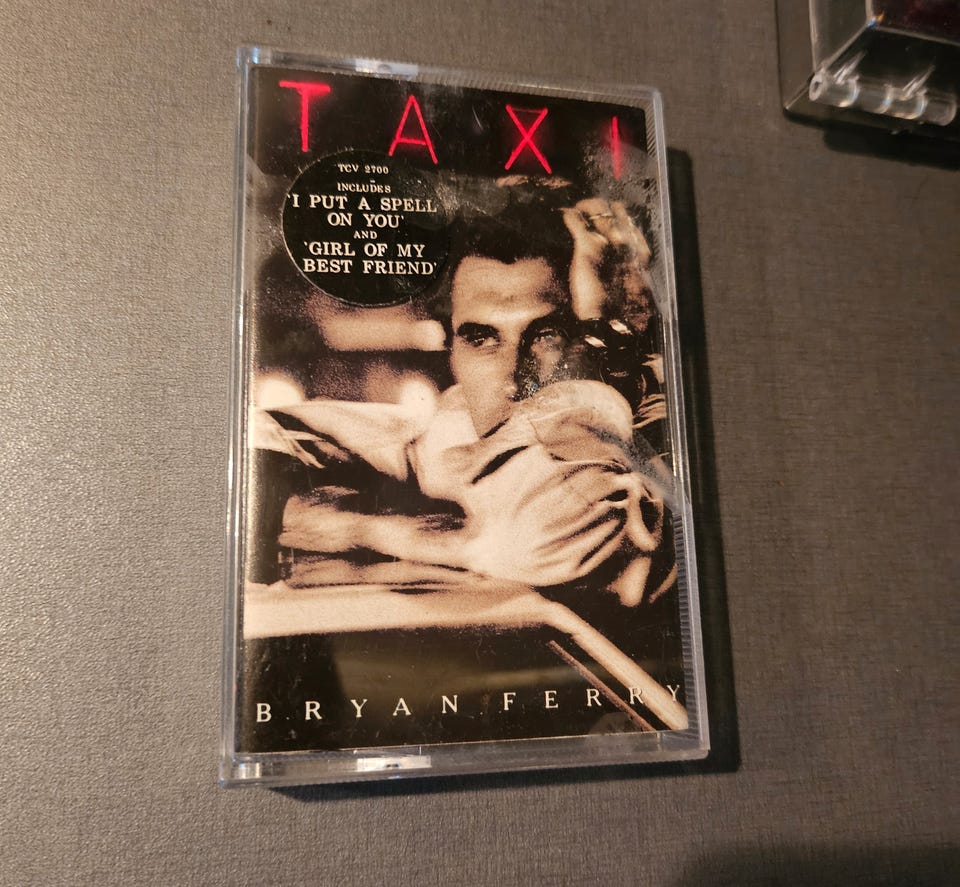 TAXI
TCV 2700
INCLUDES
'I PUT A SPELL
ON YOU'
AND
'GIRL OF MY
BEST FRIEND'
BRYAN FERRY